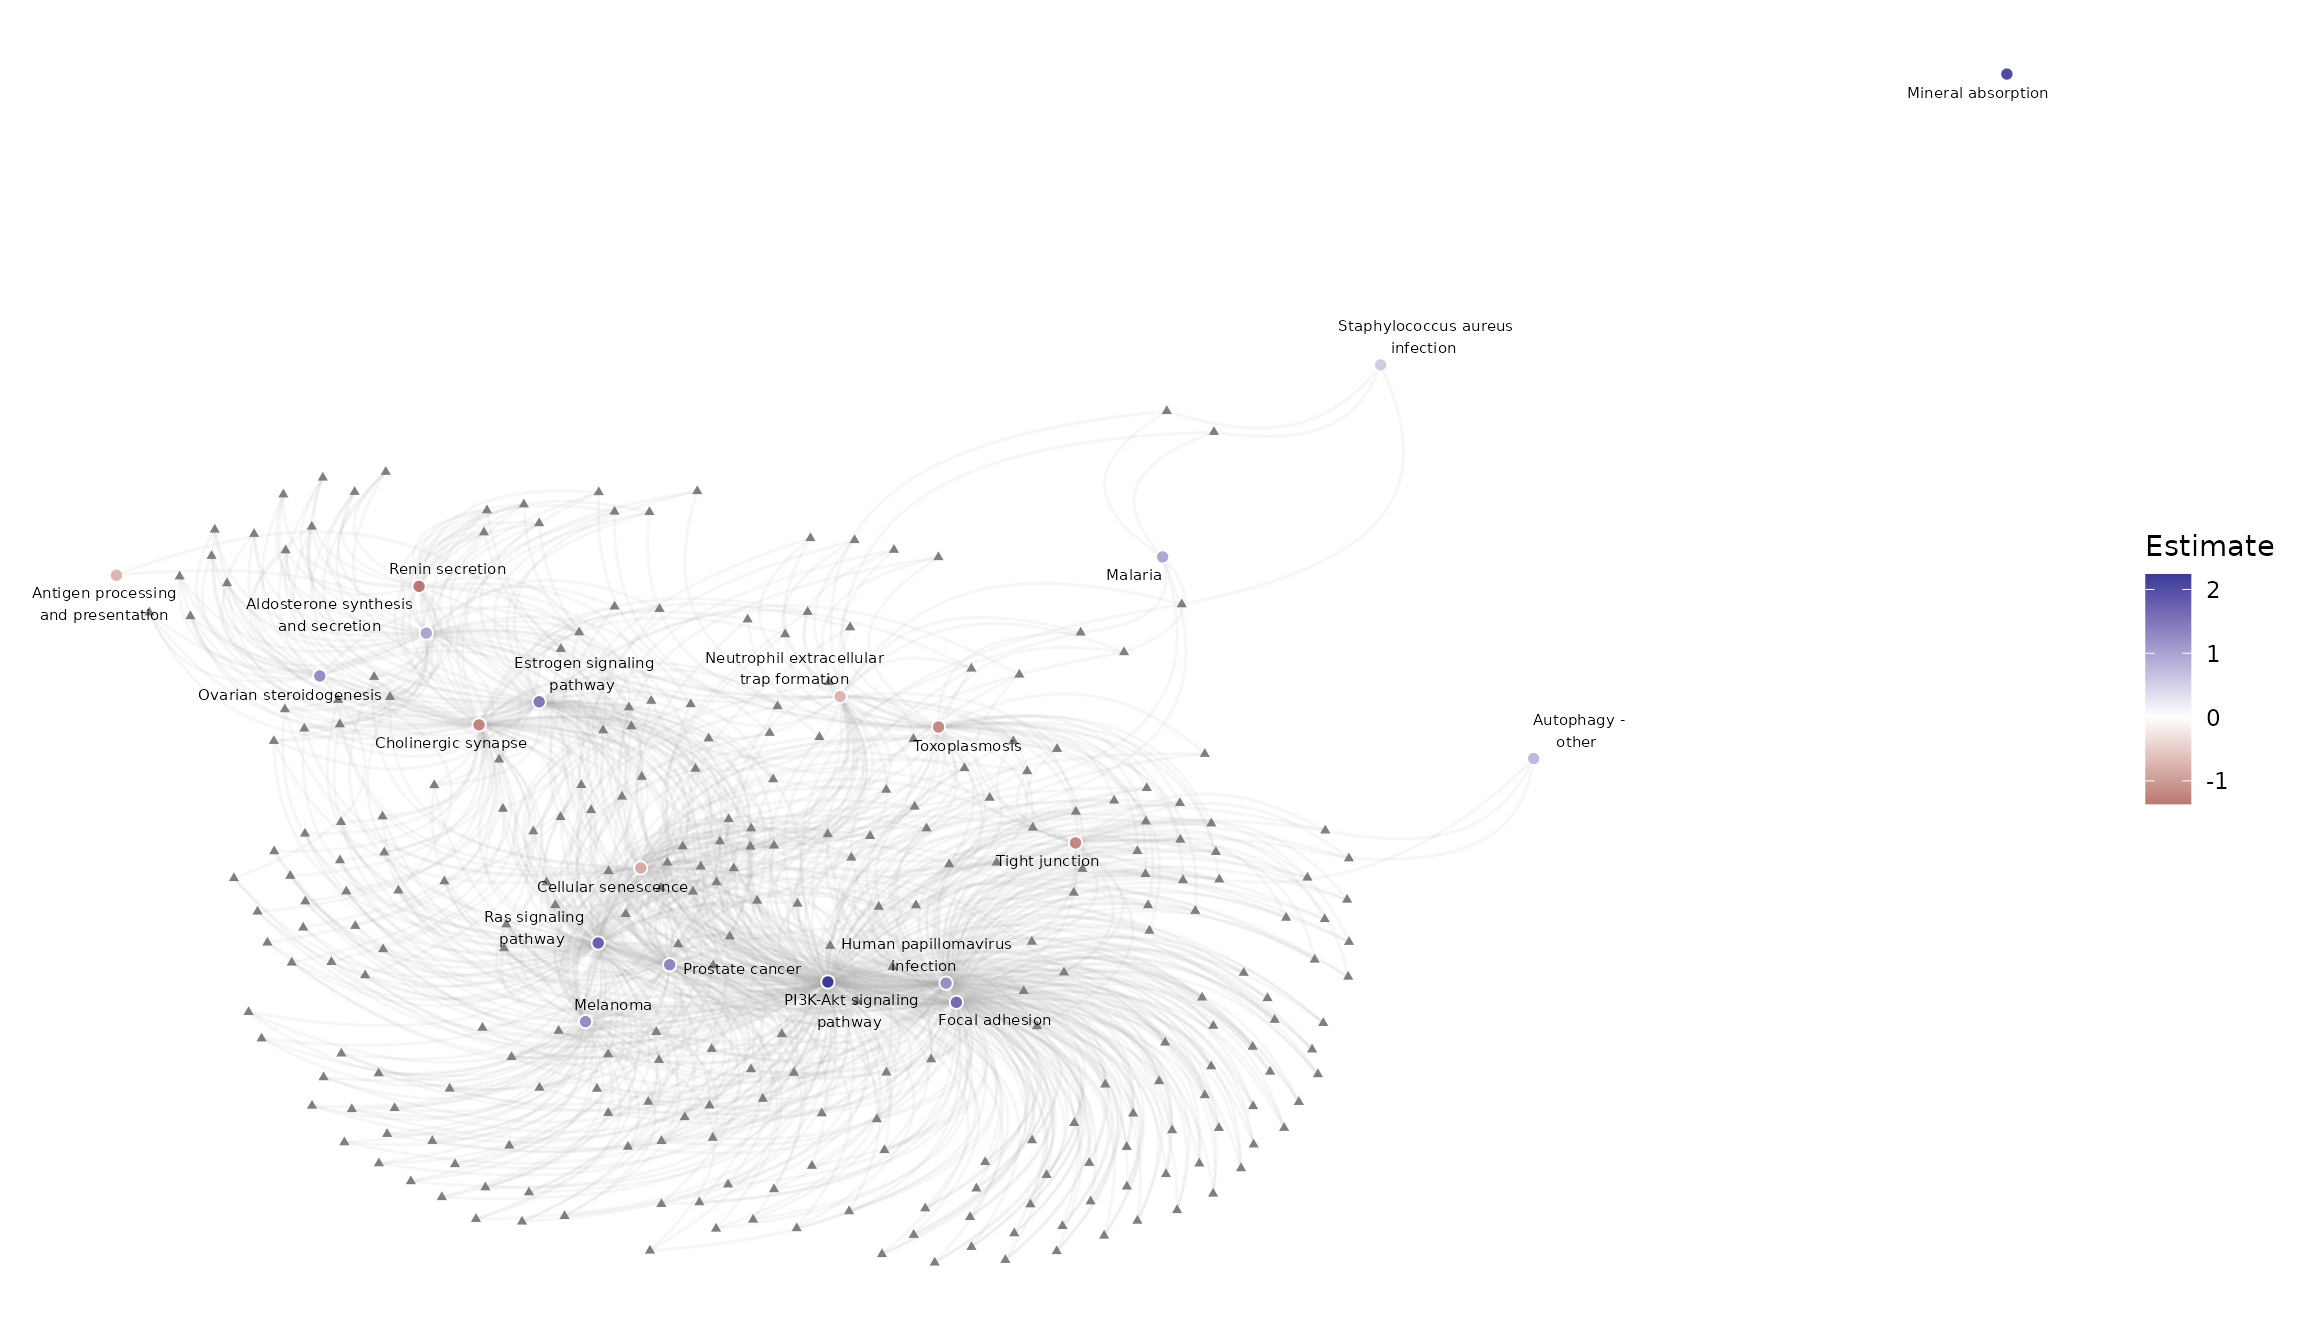 Mineral absorption
Staphylococcus aureus
infection
Malaria
Renin secretion
Antigen processing
and presentation
Aldosterone synthesis
and secretion
Estrogen signaling
pathway
Neutrophil extracellular
trap formation
Ovarian steroidogenesis
Cholinergic synapse
Toxoplasmosis
Autophagy -
other
Tight junction
Cellular senescence
Ras signaling
pathway
Human papillomavirus
infection
Prostate cancer
Melanoma
PI3K-Akt signaling
pathway
Focal adhesion
Estimate
2
1
0
-1